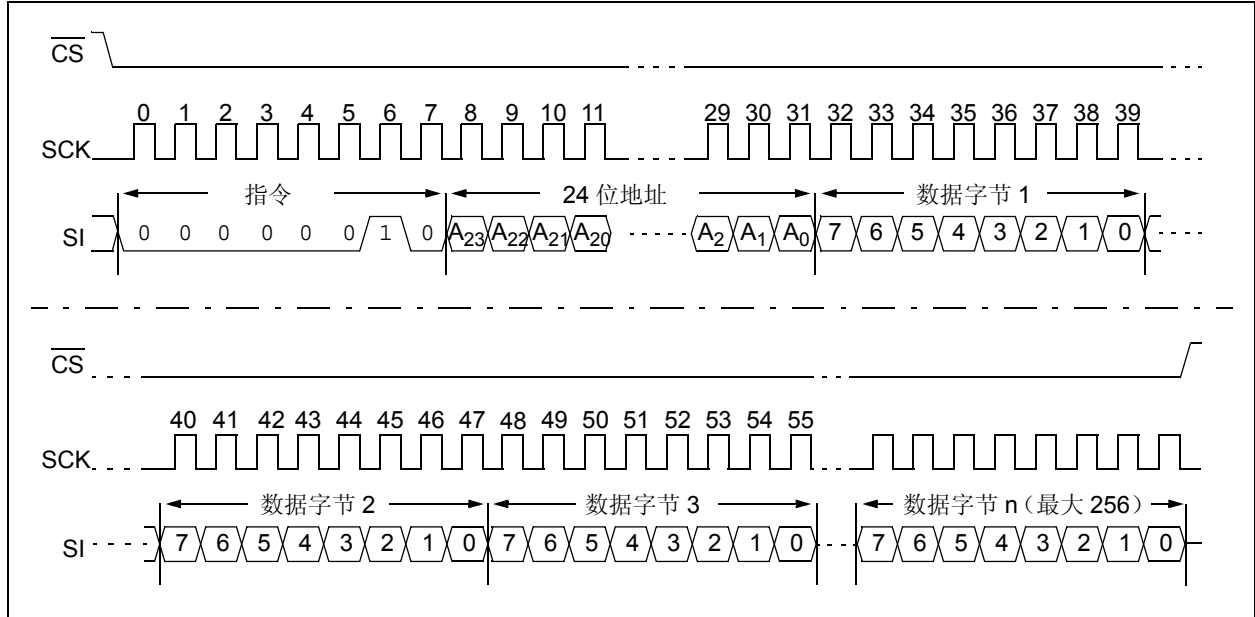 CS
0 1 2 3 4 5 6 7 8 9 10 11 29 30 31 32 33 34 35 36 37 38 39
SCK
指令 24 位地址 数据字节 1
SI 0 0 0 0 0 0 1 0 A23 A22 A21 A20 A2 A1 A0 7 6 5 4 3 2 1 0
CS
40 41 42 43 44 45 46 47 48 49 50 51 52 53 54 55
SCK
数据字节 2 数据字节 3 数据字节 n（最大 256）
SI 7 6 5 4 3 2 1 0 7 6 5 4 3 2 1 0 7 6 5 4 3 2 1 0